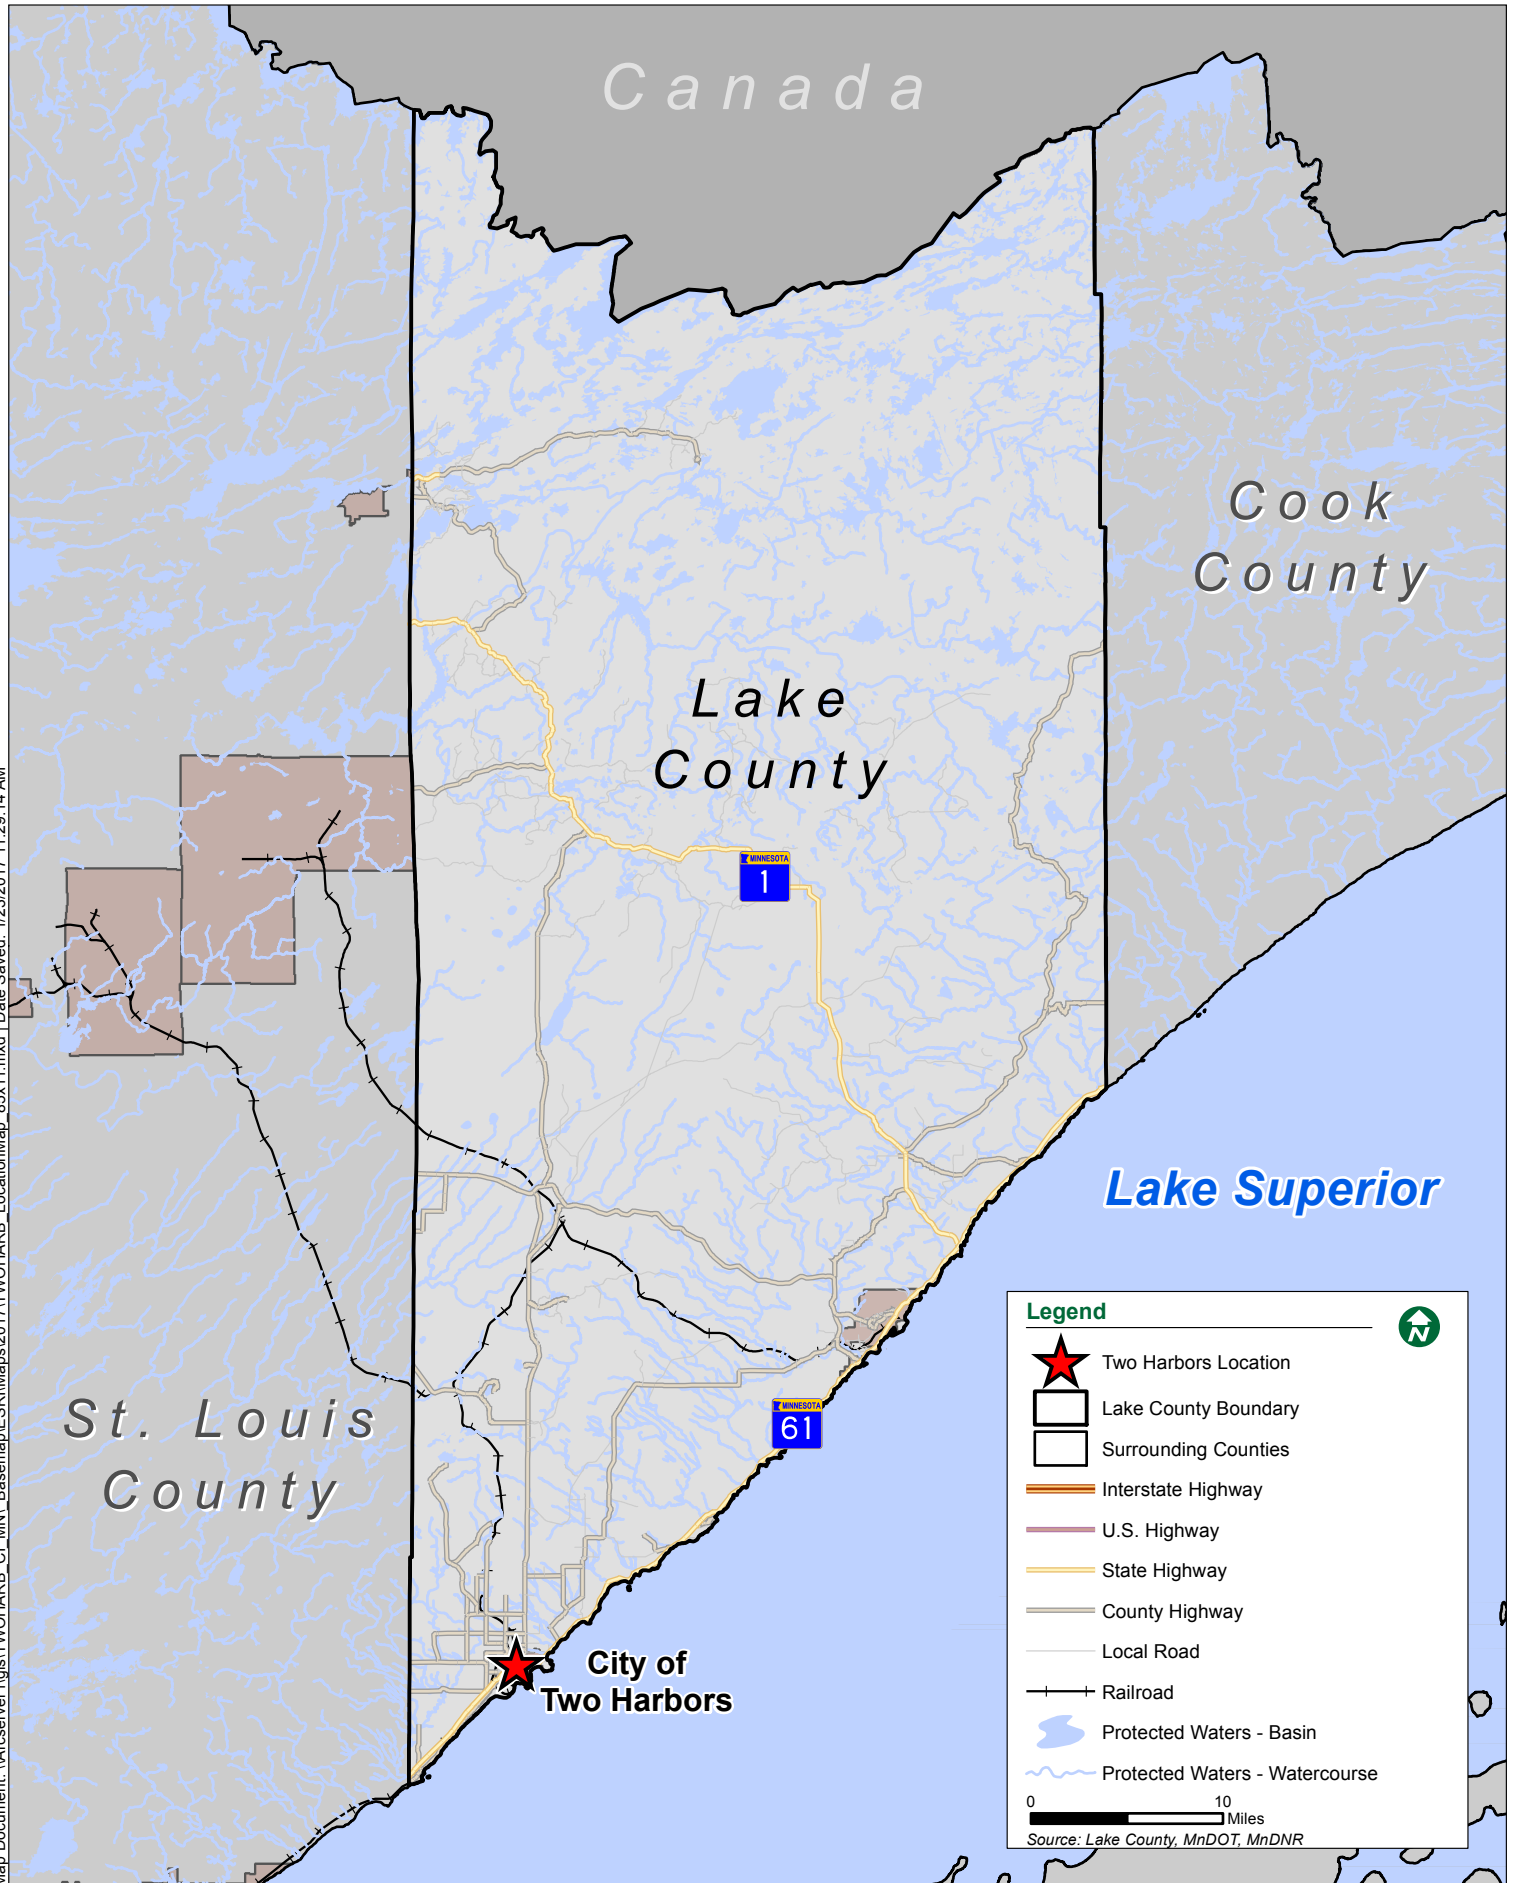 Canada
Cook
County
Lake
County
MINNESOTA
1
Lake Superior
St. Louis
County
MINNESOTA
61
City of
Two Harbors
Legend
N
Two Harbors Location
Lake County Boundary
Surrounding Counties
Interstate Highway
U.S. Highway
State Highway
County Highway
Local Road
Railroad
Protected Waters - Basin
Protected Waters - Watercourse
0 10
Miles
Source: Lake County, MnDOT, MnDNR